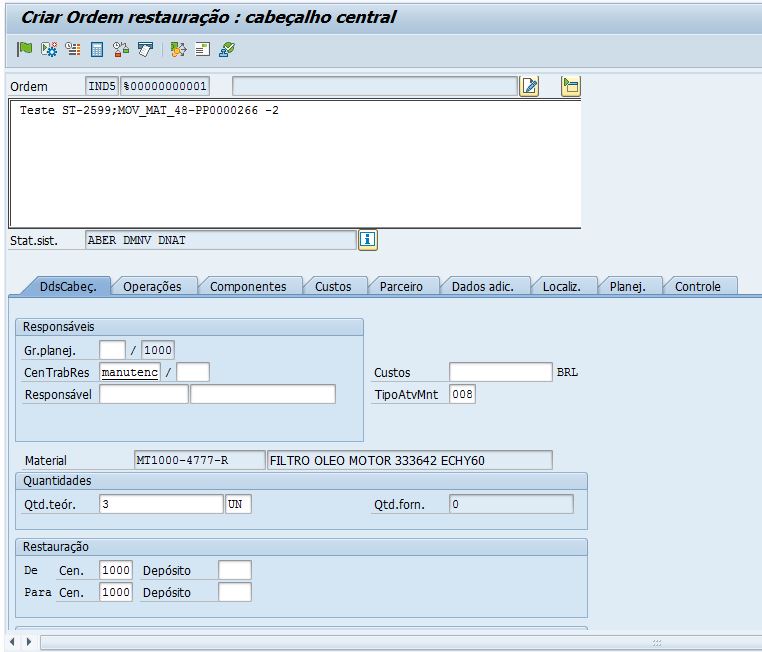 Criar Ordem restauração : cabeçalho central
Ordem IND5 %00000000001
Teste ST-2599;MOV_MAT_48-PP0000266 -2
Stat.sist. ABER DMNV DNAT
DdsCabeç. Operações Componentes Custos Parceiro Dados adic. Localiz. Planej. Controle
Responsáveis
Gr.planej. / 1000
CenTrabRes manutenc / Custos BRL
Responsável TipoAtvMnt 008
Material MT1000-4777-R FILTRO OLEO MOTOR 333642 ECHY60
Quantidades
Qtd.teór. 3 UN Qtd.forn. 0
Restauração
De Cen. 1000 Depósito
Para Cen. 1000 Depósito